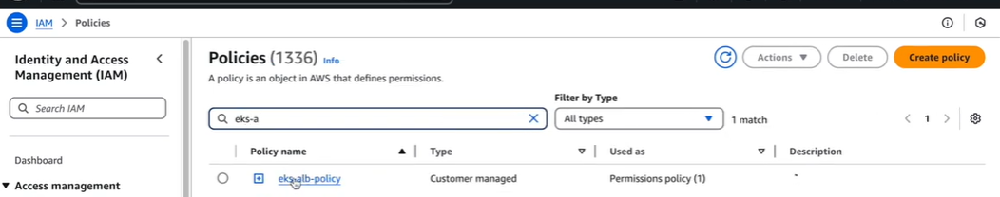 IAM > Policies
Identity and Access Management (IAM)
Search IAM
Dashboard
Access management
Policies (1336) Info
A policy is an object in AWS that defines permissions.
Actions Delete Create policy
Filter by Type
eks-a All types 1 match 1
Policy name Type Used as Description
eks-alb-policy Customer managed Permissions policy (1) -